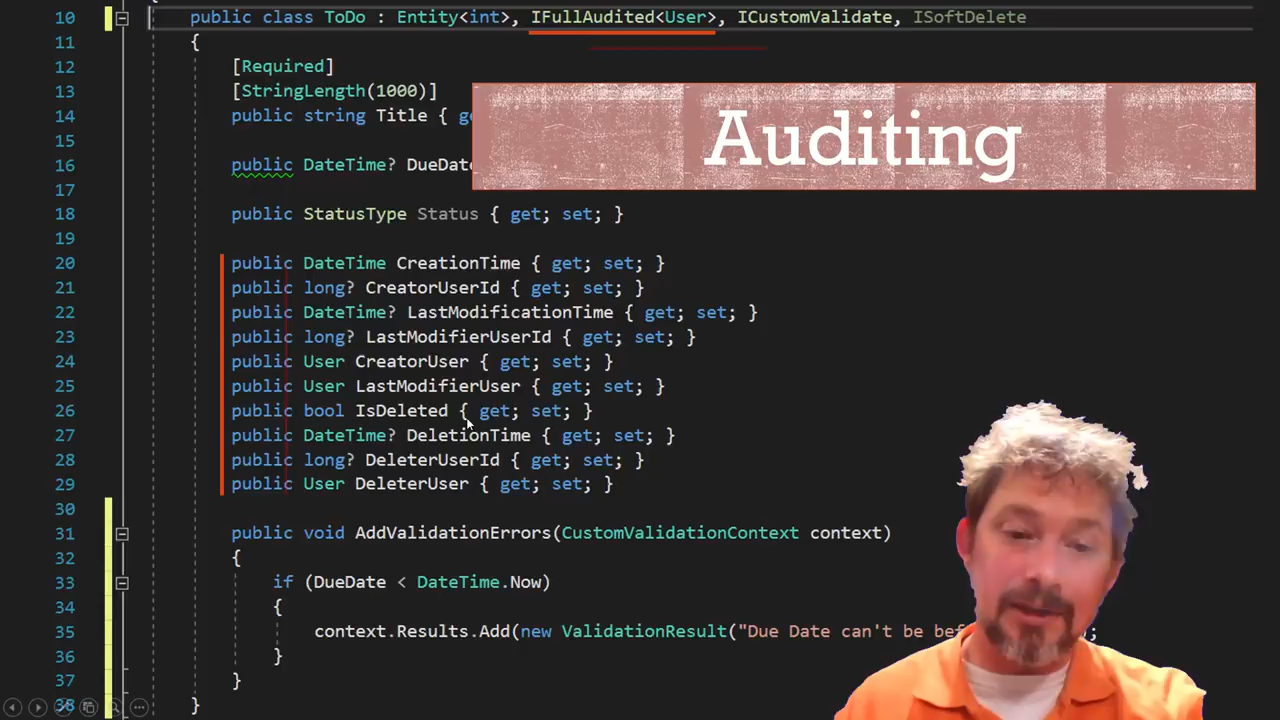 10 public class ToDo : Entity<int>, IFullAudited<User>, ICustomValidate, ISoftDelete
11 {
12 [Required]
13 [StringLength(1000)]
14 public string Title { g
Auditing
15
16 public DateTime? DueDate
17
18 public StatusType Status { get; set; }
19
20 public DateTime CreationTime { get; set; }
21 public long? CreatorUserId { get; set; }
22 public DateTime? LastModificationTime { get; set; }
23 public long? LastModifierUserId { get; set; }
24 public User CreatorUser { get; set; }
25 public User LastModifierUser { get; set; }
26 public bool IsDeleted { get; set; }
27 public DateTime? DeletionTime { get; set; }
28 public long? DeleterUserId { get; set; }
29 public User DeleterUser { get; set; }
30
31 public void AddValidationErrors(CustomValidationContext context)
32 {
33 if (DueDate < DateTime.Now)
34 {
35 context.Results.Add(new ValidationResult("Due Date can't be bef ;
36 }
37 }
38 }